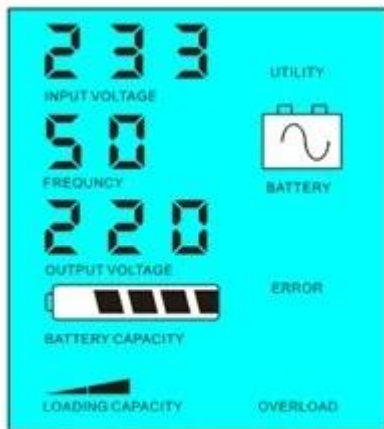 233
INPUT VOLTAGE
UTILITY
50
FREQUNCY
BATTERY
220
OUTPUT VOLTAGE
ERROR
BATTERY CAPACITY
LOADING CAPACITY
OVERLOAD